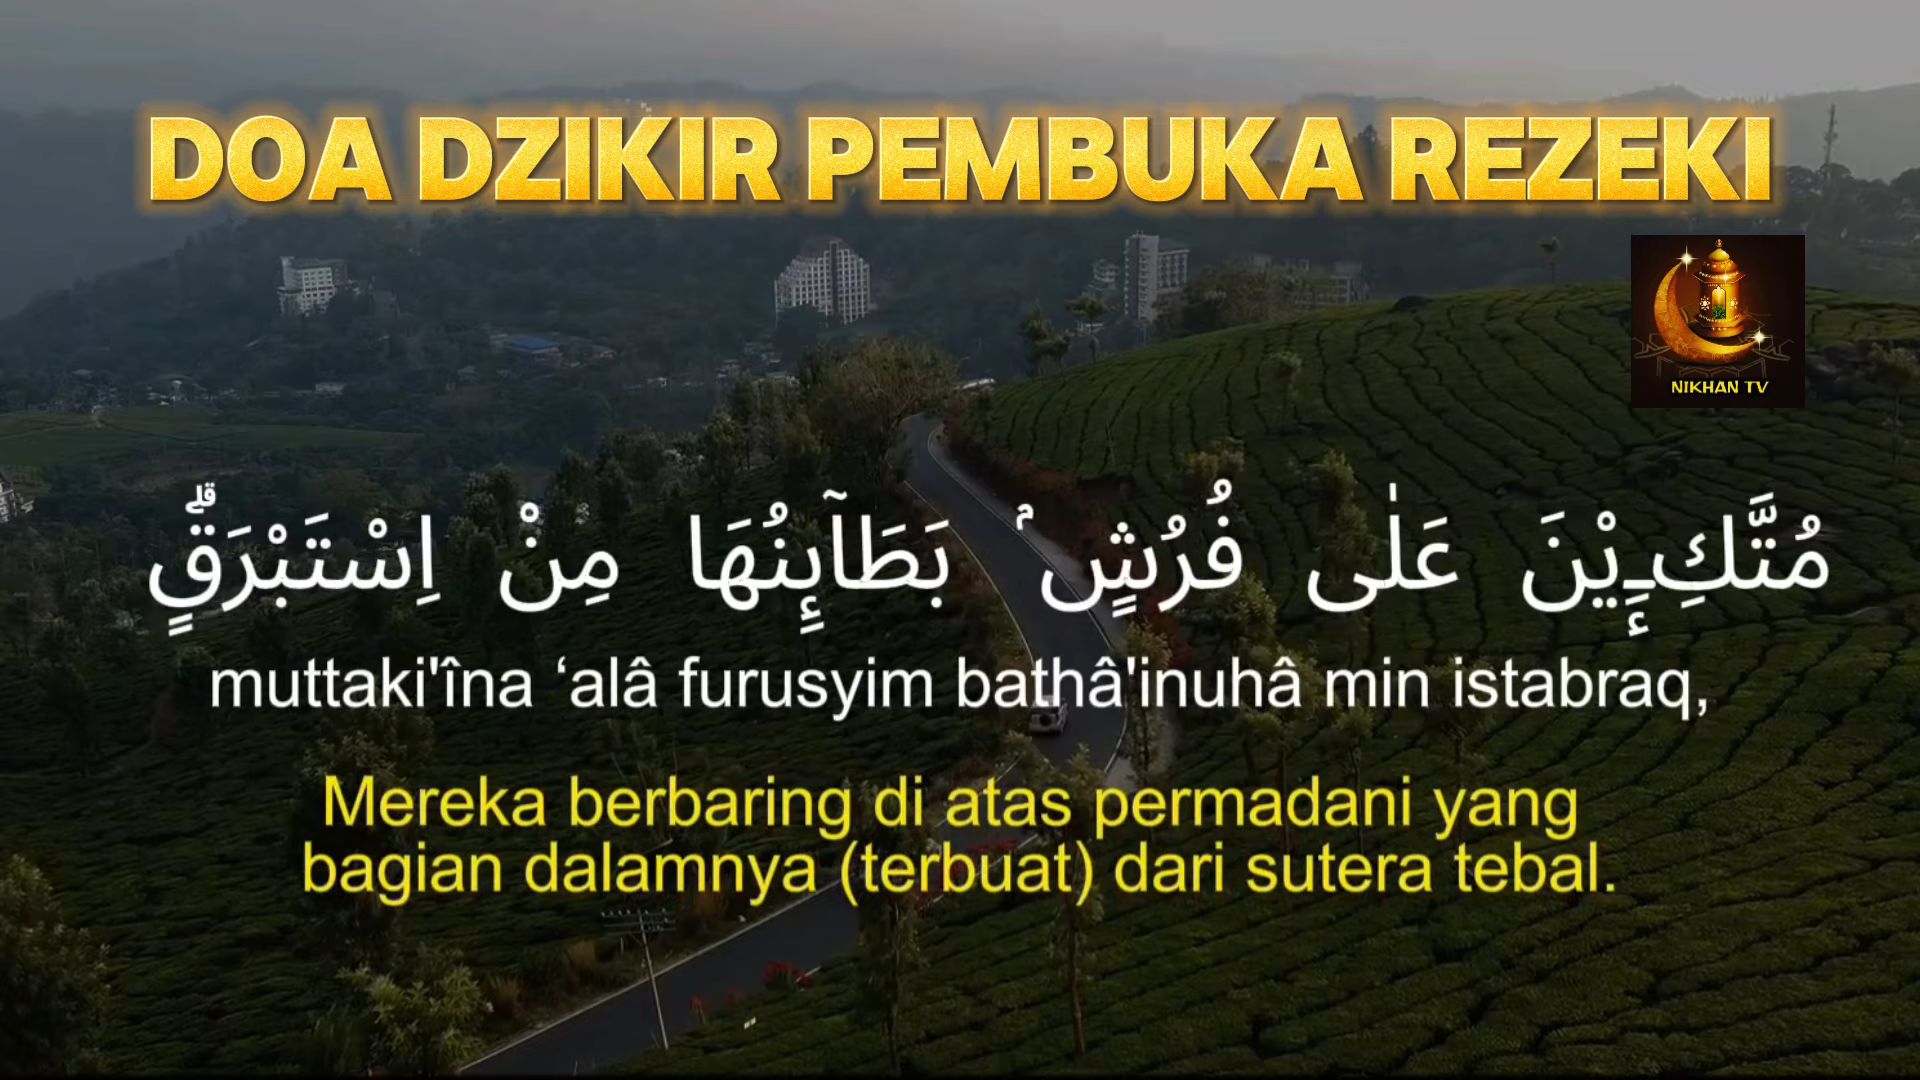 DOA DZIKIR PEMBUKA REZEKI
NIKHAN TV
مُتَّكِـِٕيْنَ عَلٰى فُرُشٍۢ بَطَاۤىِٕنُهَا مِنْ اِسْتَبْرَقٍۗ
muttaki'îna ‘alâ furusyim bathâ'inuhâ min istabraq,
Mereka berbaring di atas permadani yang
bagian dalamnya (terbuat) dari sutera tebal.